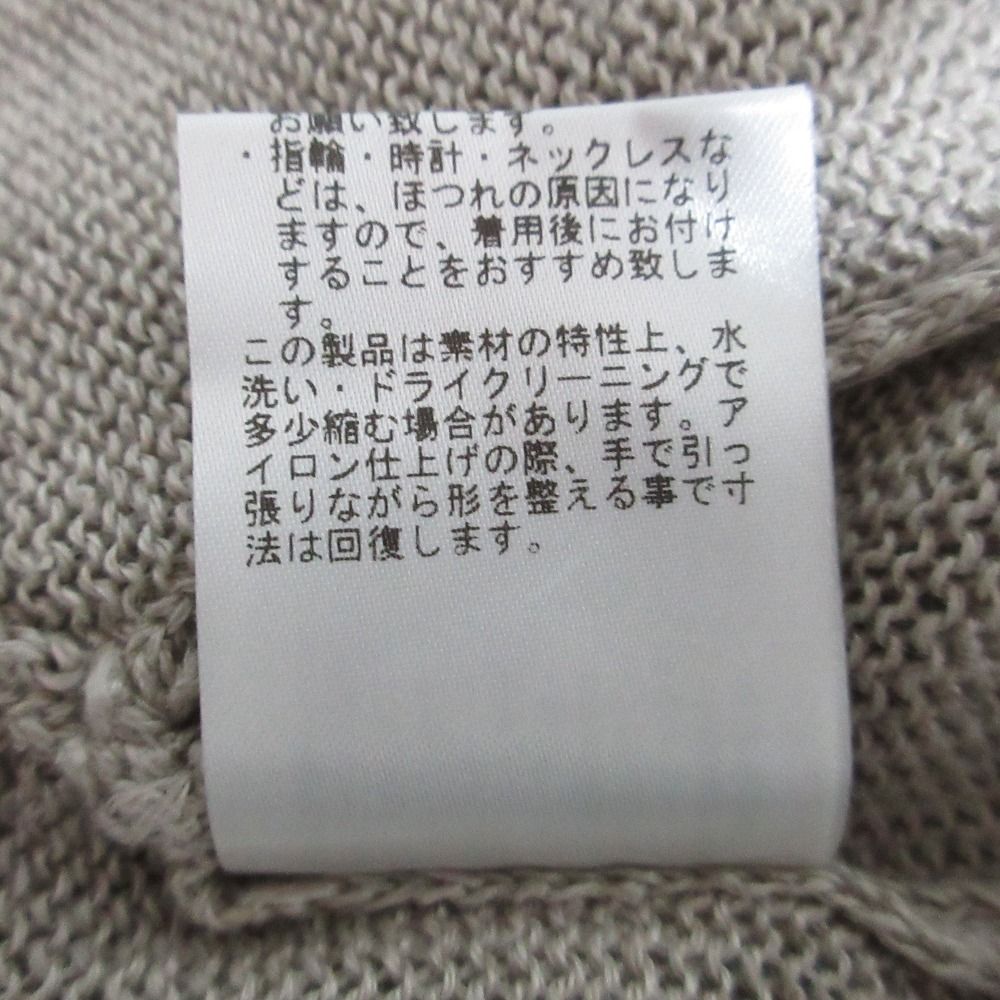 お願い致します。
・指輪・時計・ネックレスな
どは、ほつれの原因になり
ますので、着用後にお付け
することをおすすめ致しま
す。
この製品は素材の特性上、水
洗い・ドライクリーニングで
多少縮む場合があります。ア
イロン仕上げの際、手で引っ
張りながら形を整える事で寸
法は回復します。